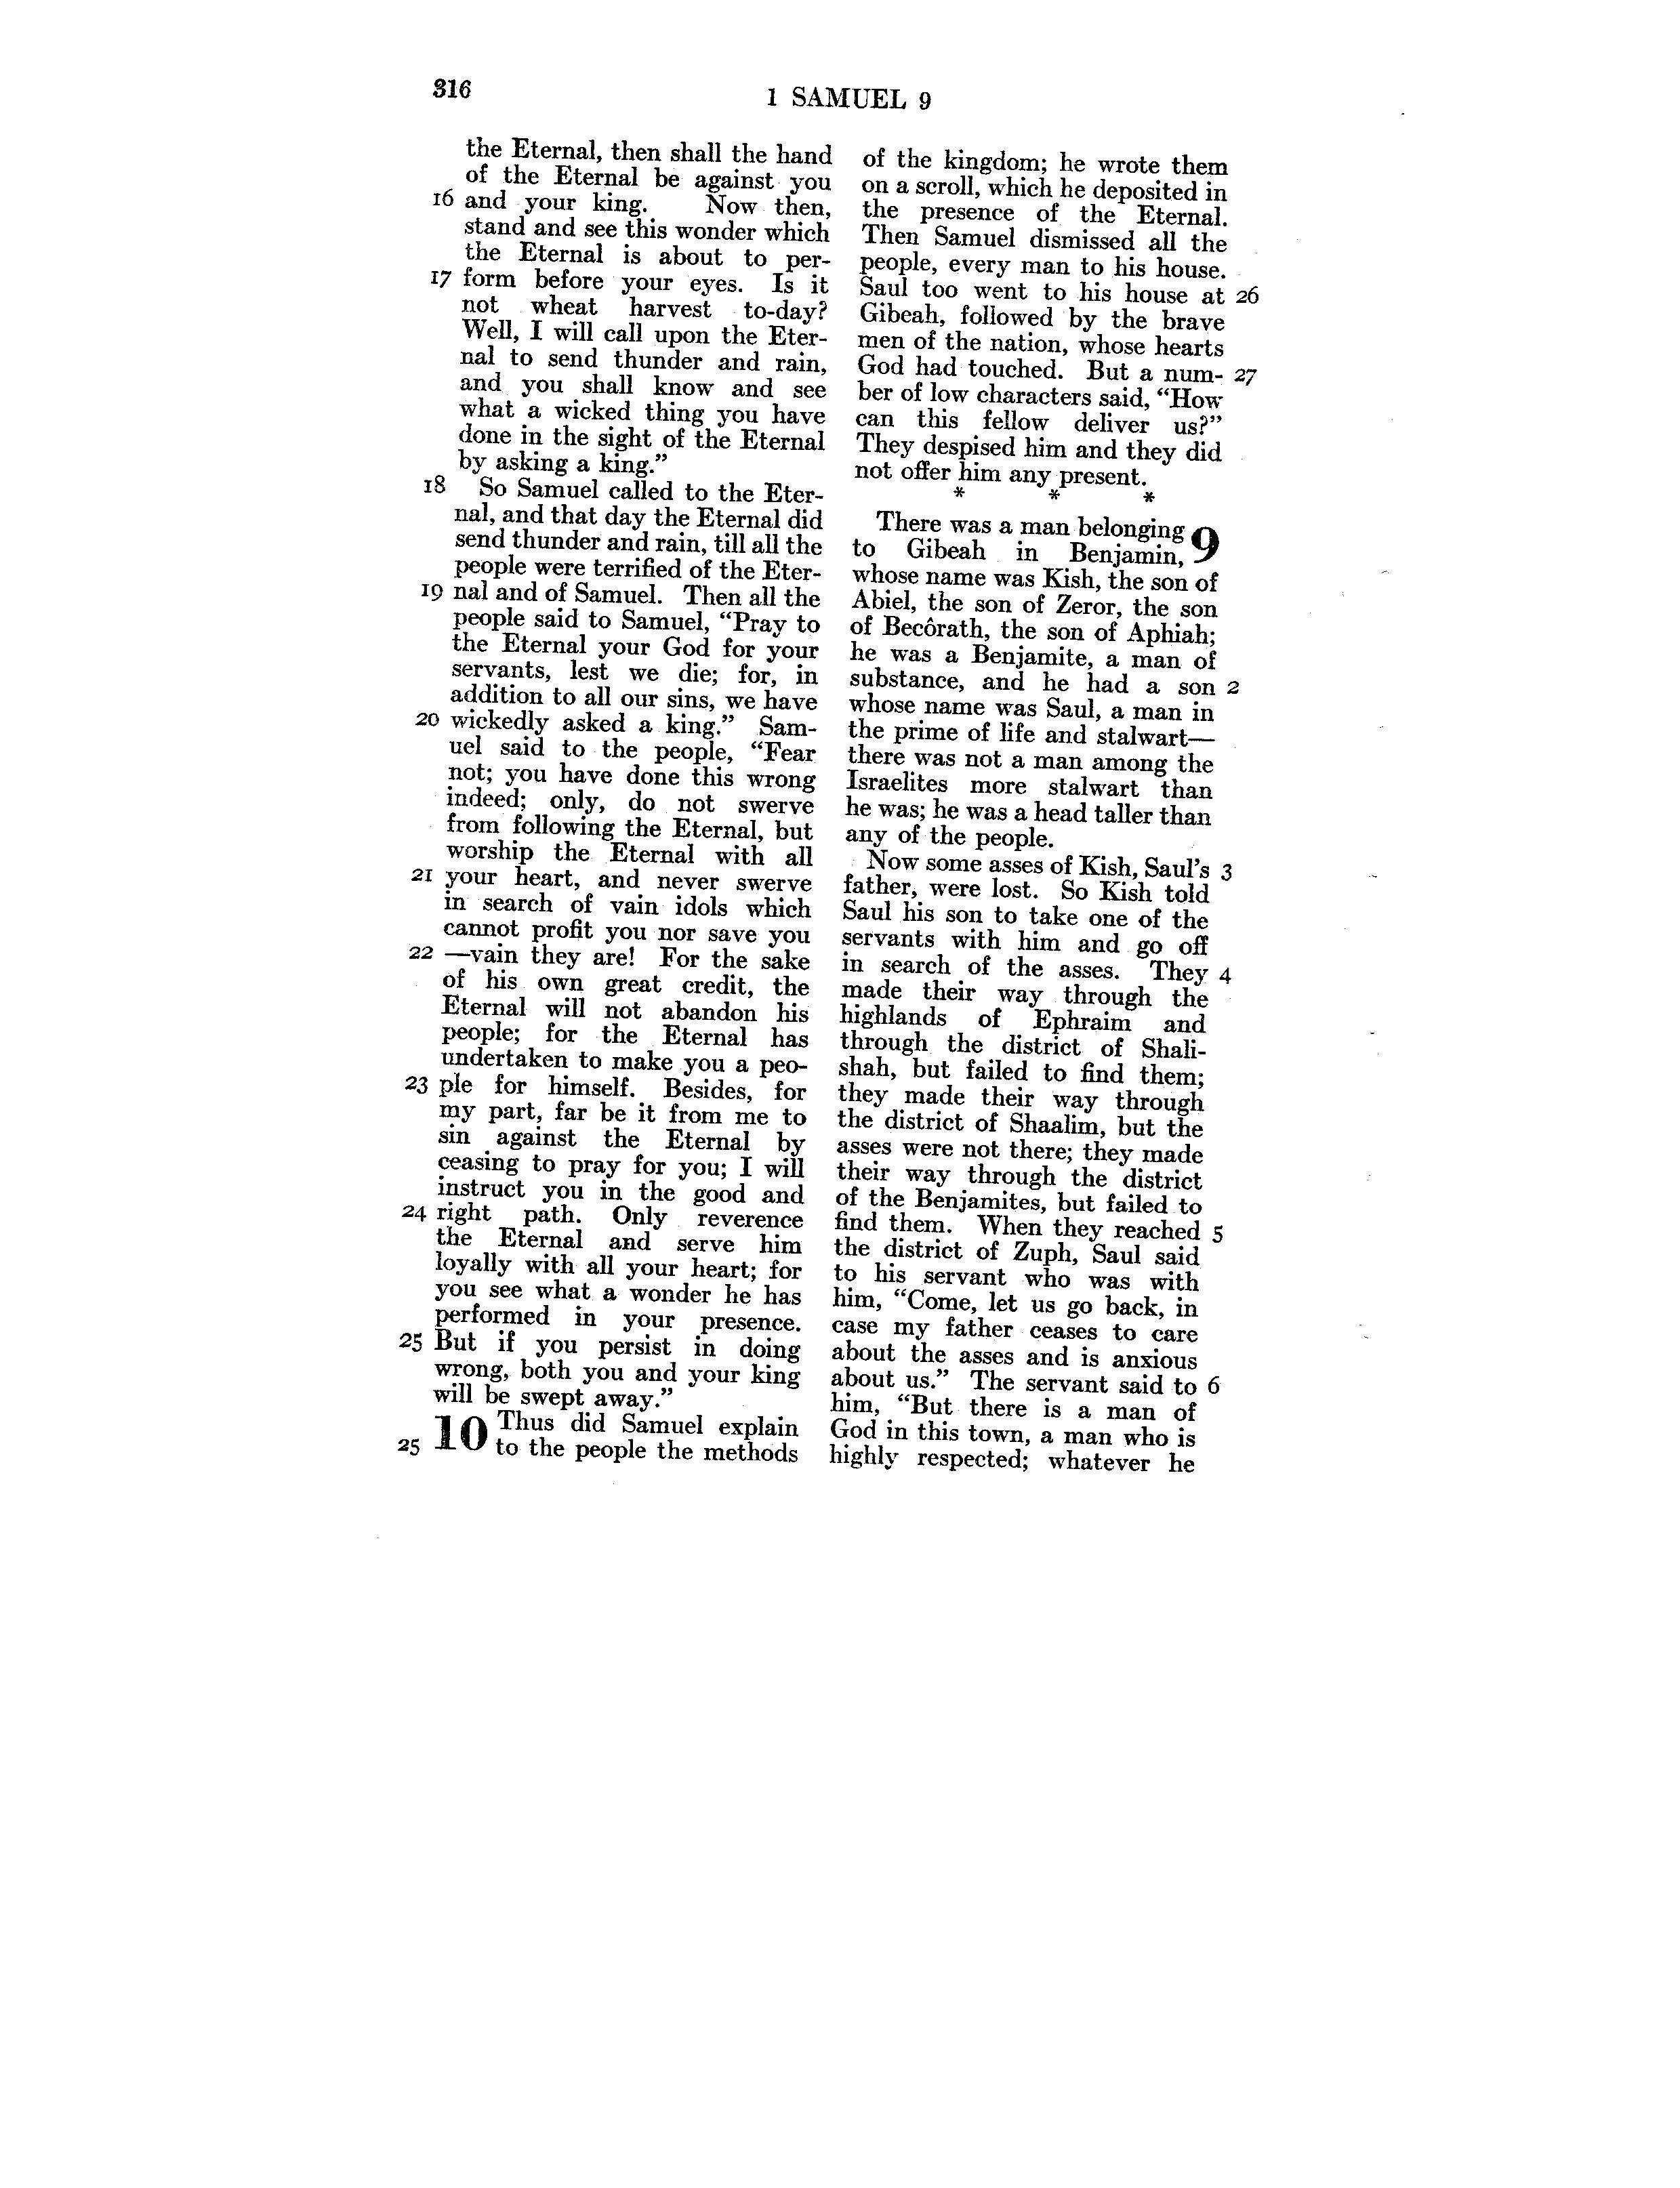 316
1 SAMUEL 9
the Eternal, then shall the hand
of the Eternal be against you
16 and your king. Now then,
stand and see this wonder which
the Eternal is about to per-
17 form before your eyes. Is it
not wheat harvest to-day?
Well, I will call upon the Eter-
nal to send thunder and rain,
and you shall know and see
what a wicked thing you have
done in the sight of the Eternal
by asking a king.”
18 So Samuel called to the Eter-
nal, and that day the Eternal did
send thunder and rain, till all the
people were terrified of the Eter-
19 nal and of Samuel. Then all the
people said to Samuel, “Pray to
the Eternal your God for your
servants, lest we die; for, in
addition to all our sins, we have
20 wickedly asked a king.” Sam-
uel said to the people, “Fear
not; you have done this wrong
indeed; only, do not swerve
from following the Eternal, but
worship the Eternal with all
21 your heart, and never swerve
in search of vain idols which
cannot profit you nor save you
22 —vain they are! For the sake
of his own great credit, the
Eternal will not abandon his
people; for the Eternal has
undertaken to make you a peo-
23 ple for himself. Besides, for
my part, far be it from me to
sin against the Eternal by
ceasing to pray for you; I will
instruct you in the good and
24 right path. Only reverence
the Eternal and serve him
loyally with all your heart; for
you see what a wonder he has
performed in your presence.
25 But if you persist in doing
wrong, both you and your king
will be swept away.”
10 Thus did Samuel explain
25 to the people the methods
of the kingdom; he wrote them
on a scroll, which he deposited in
the presence of the Eternal.
Then Samuel dismissed all the
people, every man to his house.
Saul too went to his house at 26
Gibeah, followed by the brave
men of the nation, whose hearts
God had touched. But a num- 27
ber of low characters said, “How
can this fellow deliver us?”
They despised him and they did
not offer him any present.
* * *
There was a man belonging 9
to Gibeah in Benjamin,
whose name was Kish, the son of
Abiel, the son of Zeror, the son
of Becôrath, the son of Aphiah;
he was a Benjamite, a man of
substance, and he had a son 2
whose name was Saul, a man in
the prime of life and stalwart—
there was not a man among the
Israelites more stalwart than
he was; he was a head taller than
any of the people.
Now some asses of Kish, Saul’s 3
father, were lost. So Kish told
Saul his son to take one of the
servants with him and go off
in search of the asses. They 4
made their way through the
highlands of Ephraim and
through the district of Shali-
shah, but failed to find them;
they made their way through
the district of Shaalim, but the
asses were not there; they made
their way through the district
of the Benjamites, but failed to
find them. When they reached 5
the district of Zuph, Saul said
to his servant who was with
him, “Come, let us go back, in
case my father ceases to care
about the asses and is anxious
about us.” The servant said to 6
him, “But there is a man of
God in this town, a man who is
highly respected; whatever he